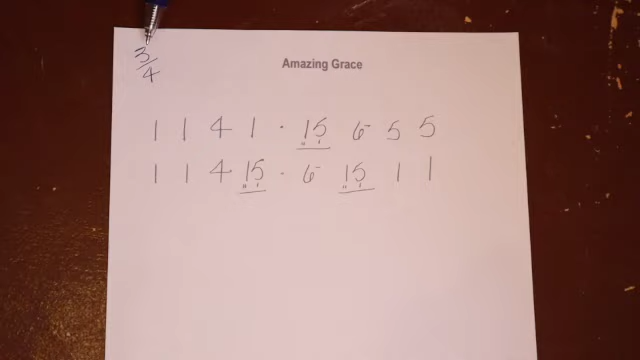 Amazing Grace
3/4
1 1 4 1 · 15 6- 5 5
1 1 4 15 · 6- 15 1 1